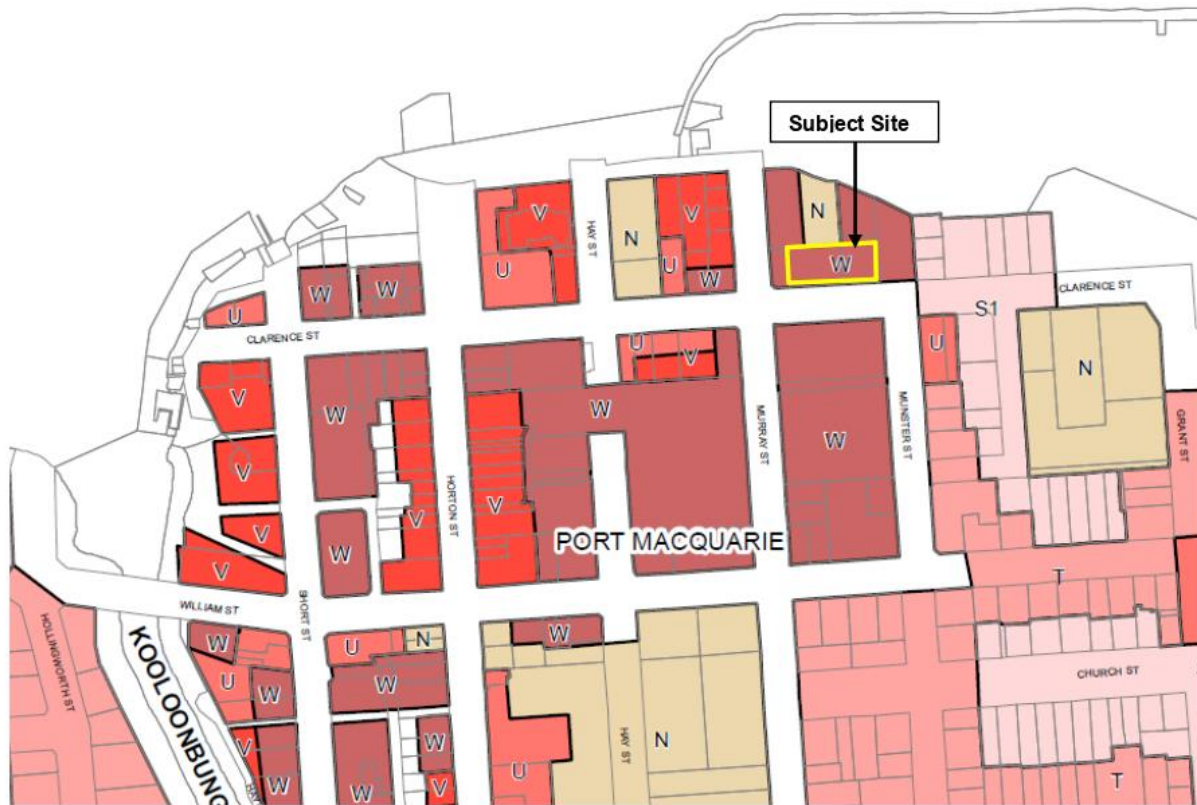 Subject Site
N
V
V
HAY ST
N
U
U
W
W
W
W
U
CLARENCE ST
CLARENCE ST
S1
U
V
U
N
V
W
W
MURRAY ST
W
MUNSTER ST
GRANT ST
V
HORTON ST
V
V
W
PORT MACQUARIE
V
V
T
WILLIAM ST
SHORT ST
HOLLINGWORTH ST
KOOLOONBUNG
W
U
N
W
U
W
W
CHURCH ST
HAY ST
N
V
W
W
W
V
U
T